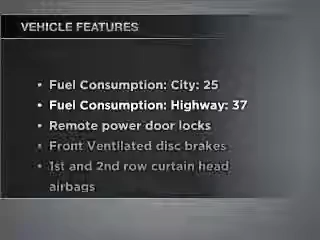 VEHICLE FEATURES
• Fuel Consumption: City: 25
• Fuel Consumption: Highway: 37
• Remote power door locks
• Front Ventilated disc brakes
• 1st and 2nd row curtain head
airbags